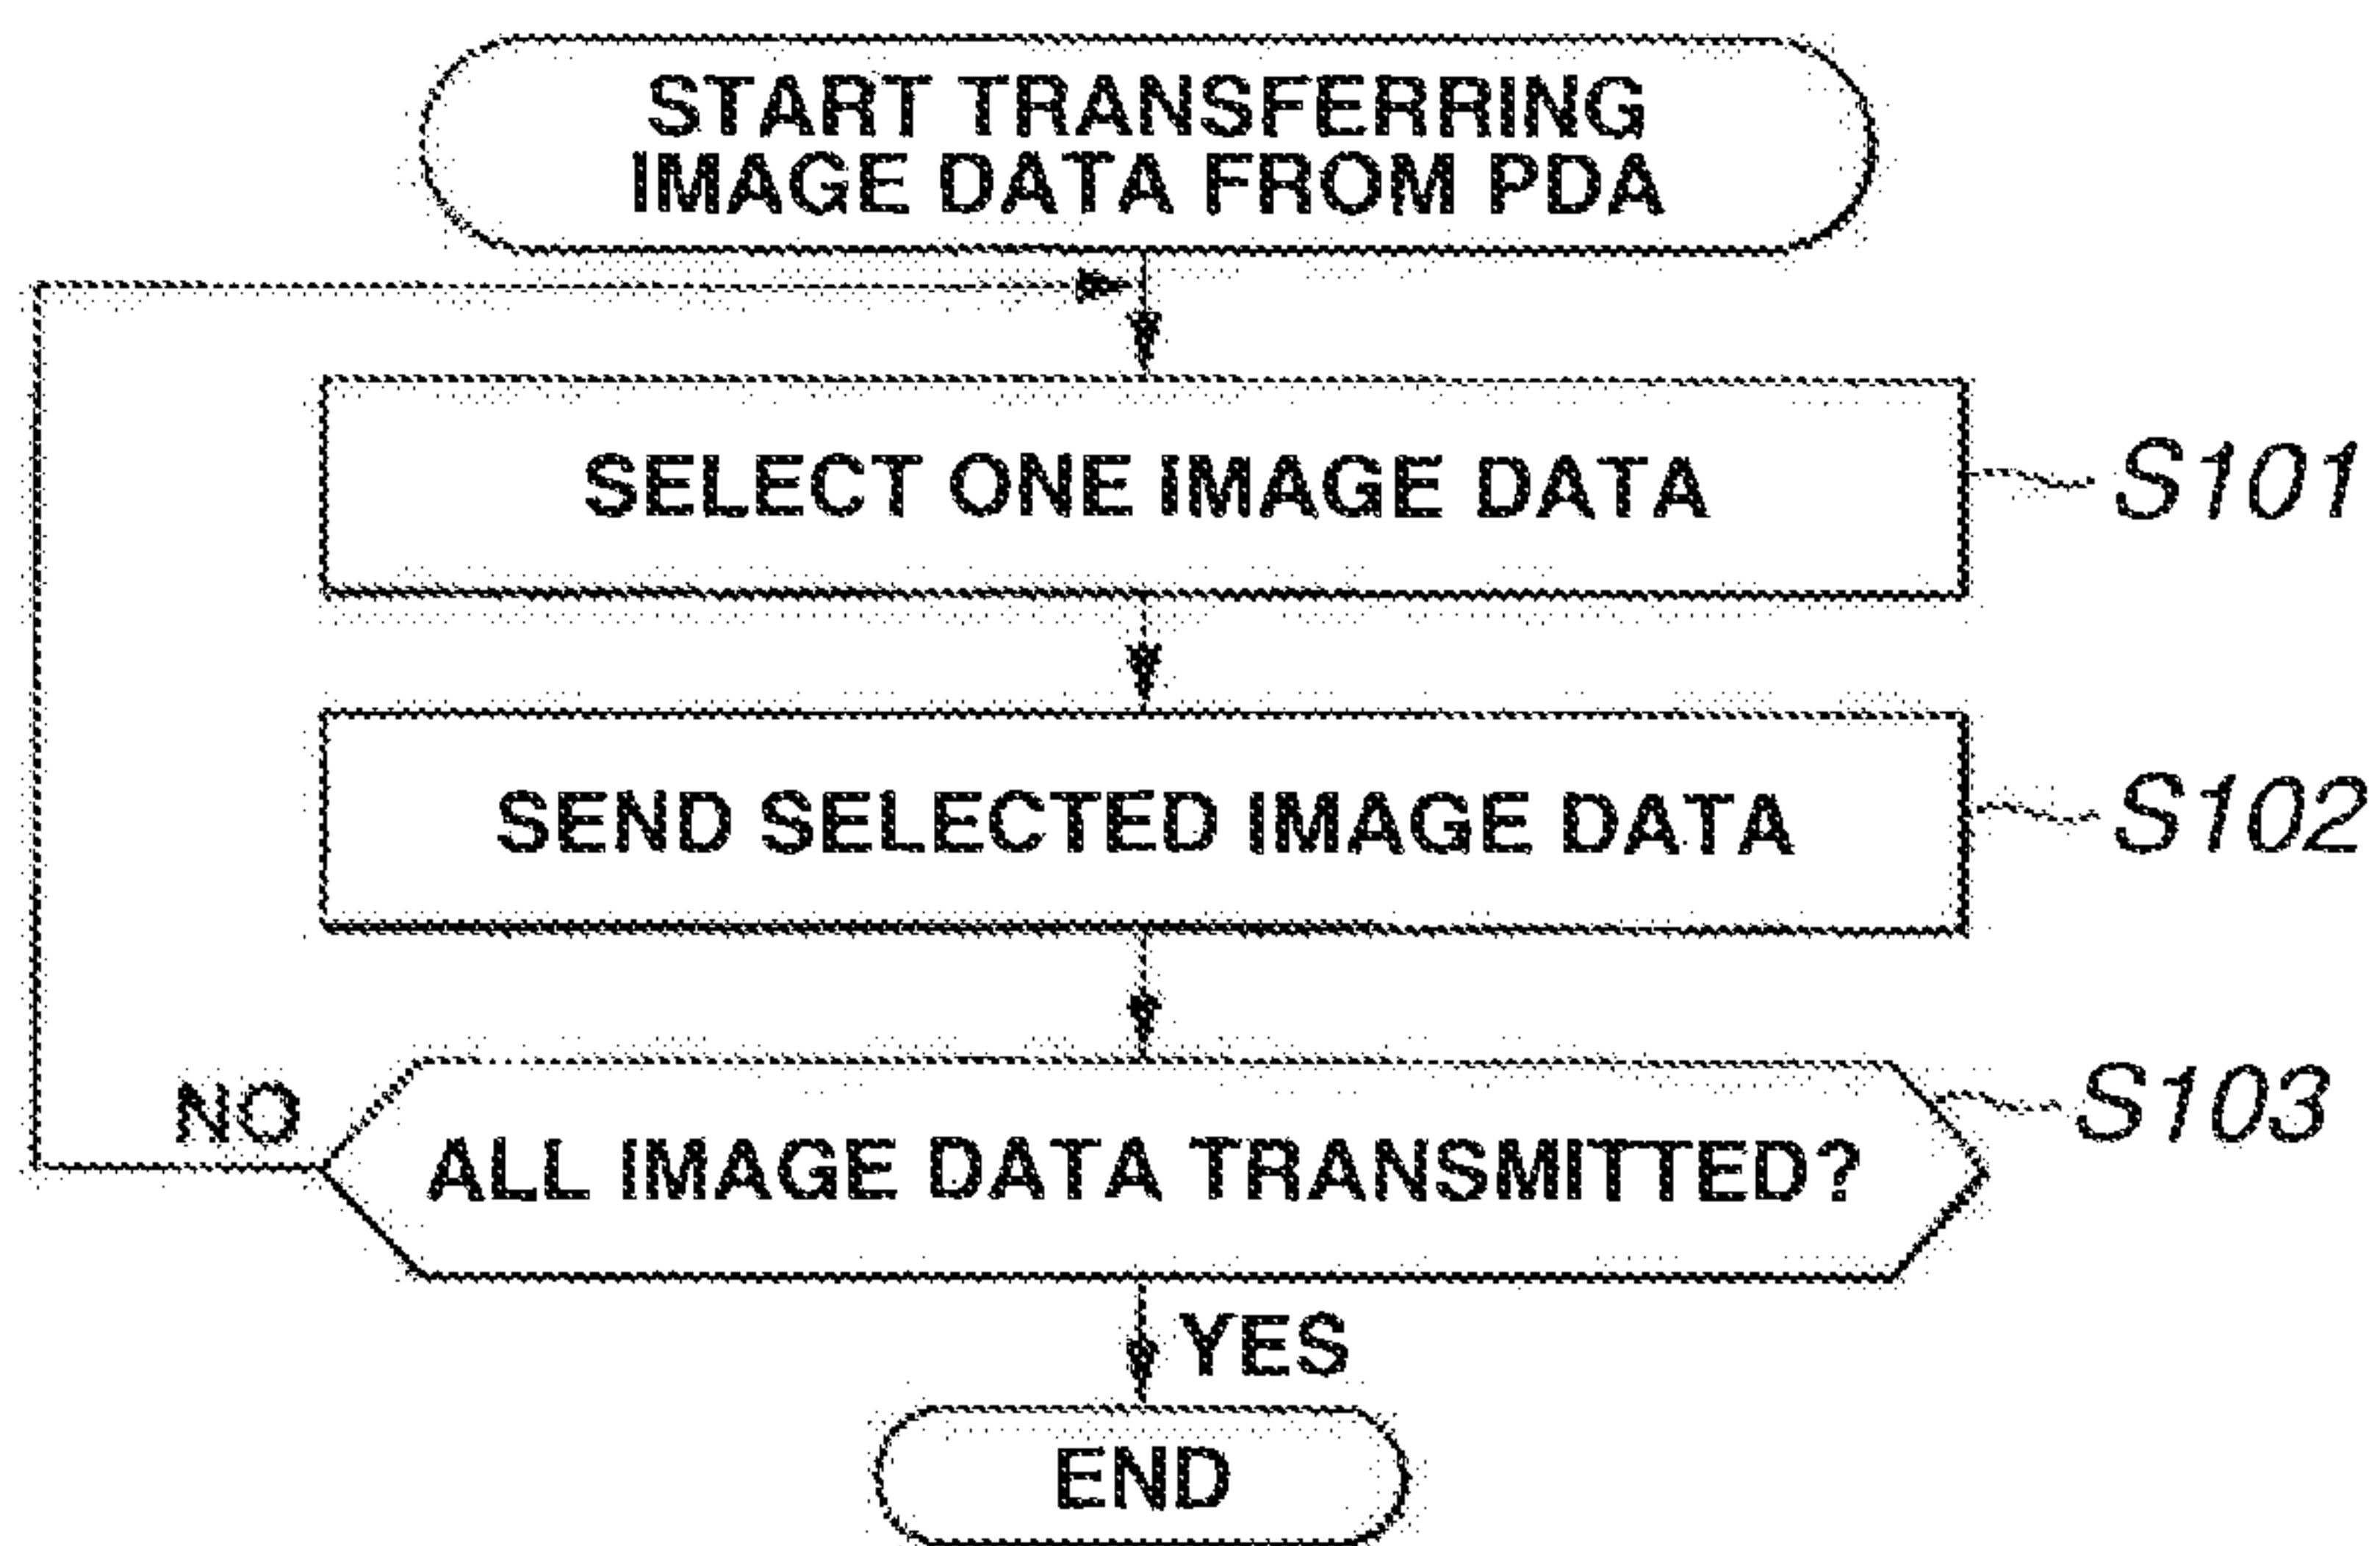 START TRANSFERRING
IMAGE DATA FROM PDA
SELECT ONE IMAGE DATA
S101
SEND SELECTED IMAGE DATA
S102
S103
NO
ALL IMAGE DATA TRANSMITTED?
YES
END